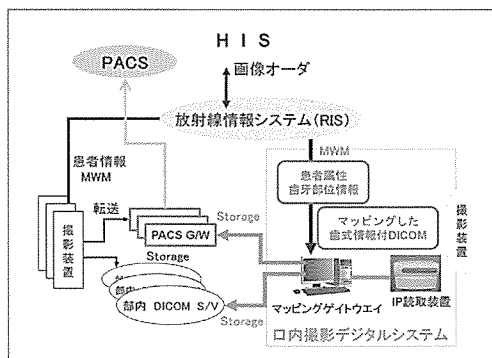 HIS
PACS
画像オーダ
放射線情報システム(RIS)
患者情報
MWM
MWM
患者属性
歯牙部位情報
転送
Storage
撮影装置
PACS G/W
マッピングした
歯式情報付DICOM
撮影装置
Storage
部内 DICOM S/V
Storage
マッピングゲイトウエイ
IP読取装置
口内撮影デジタルシステム